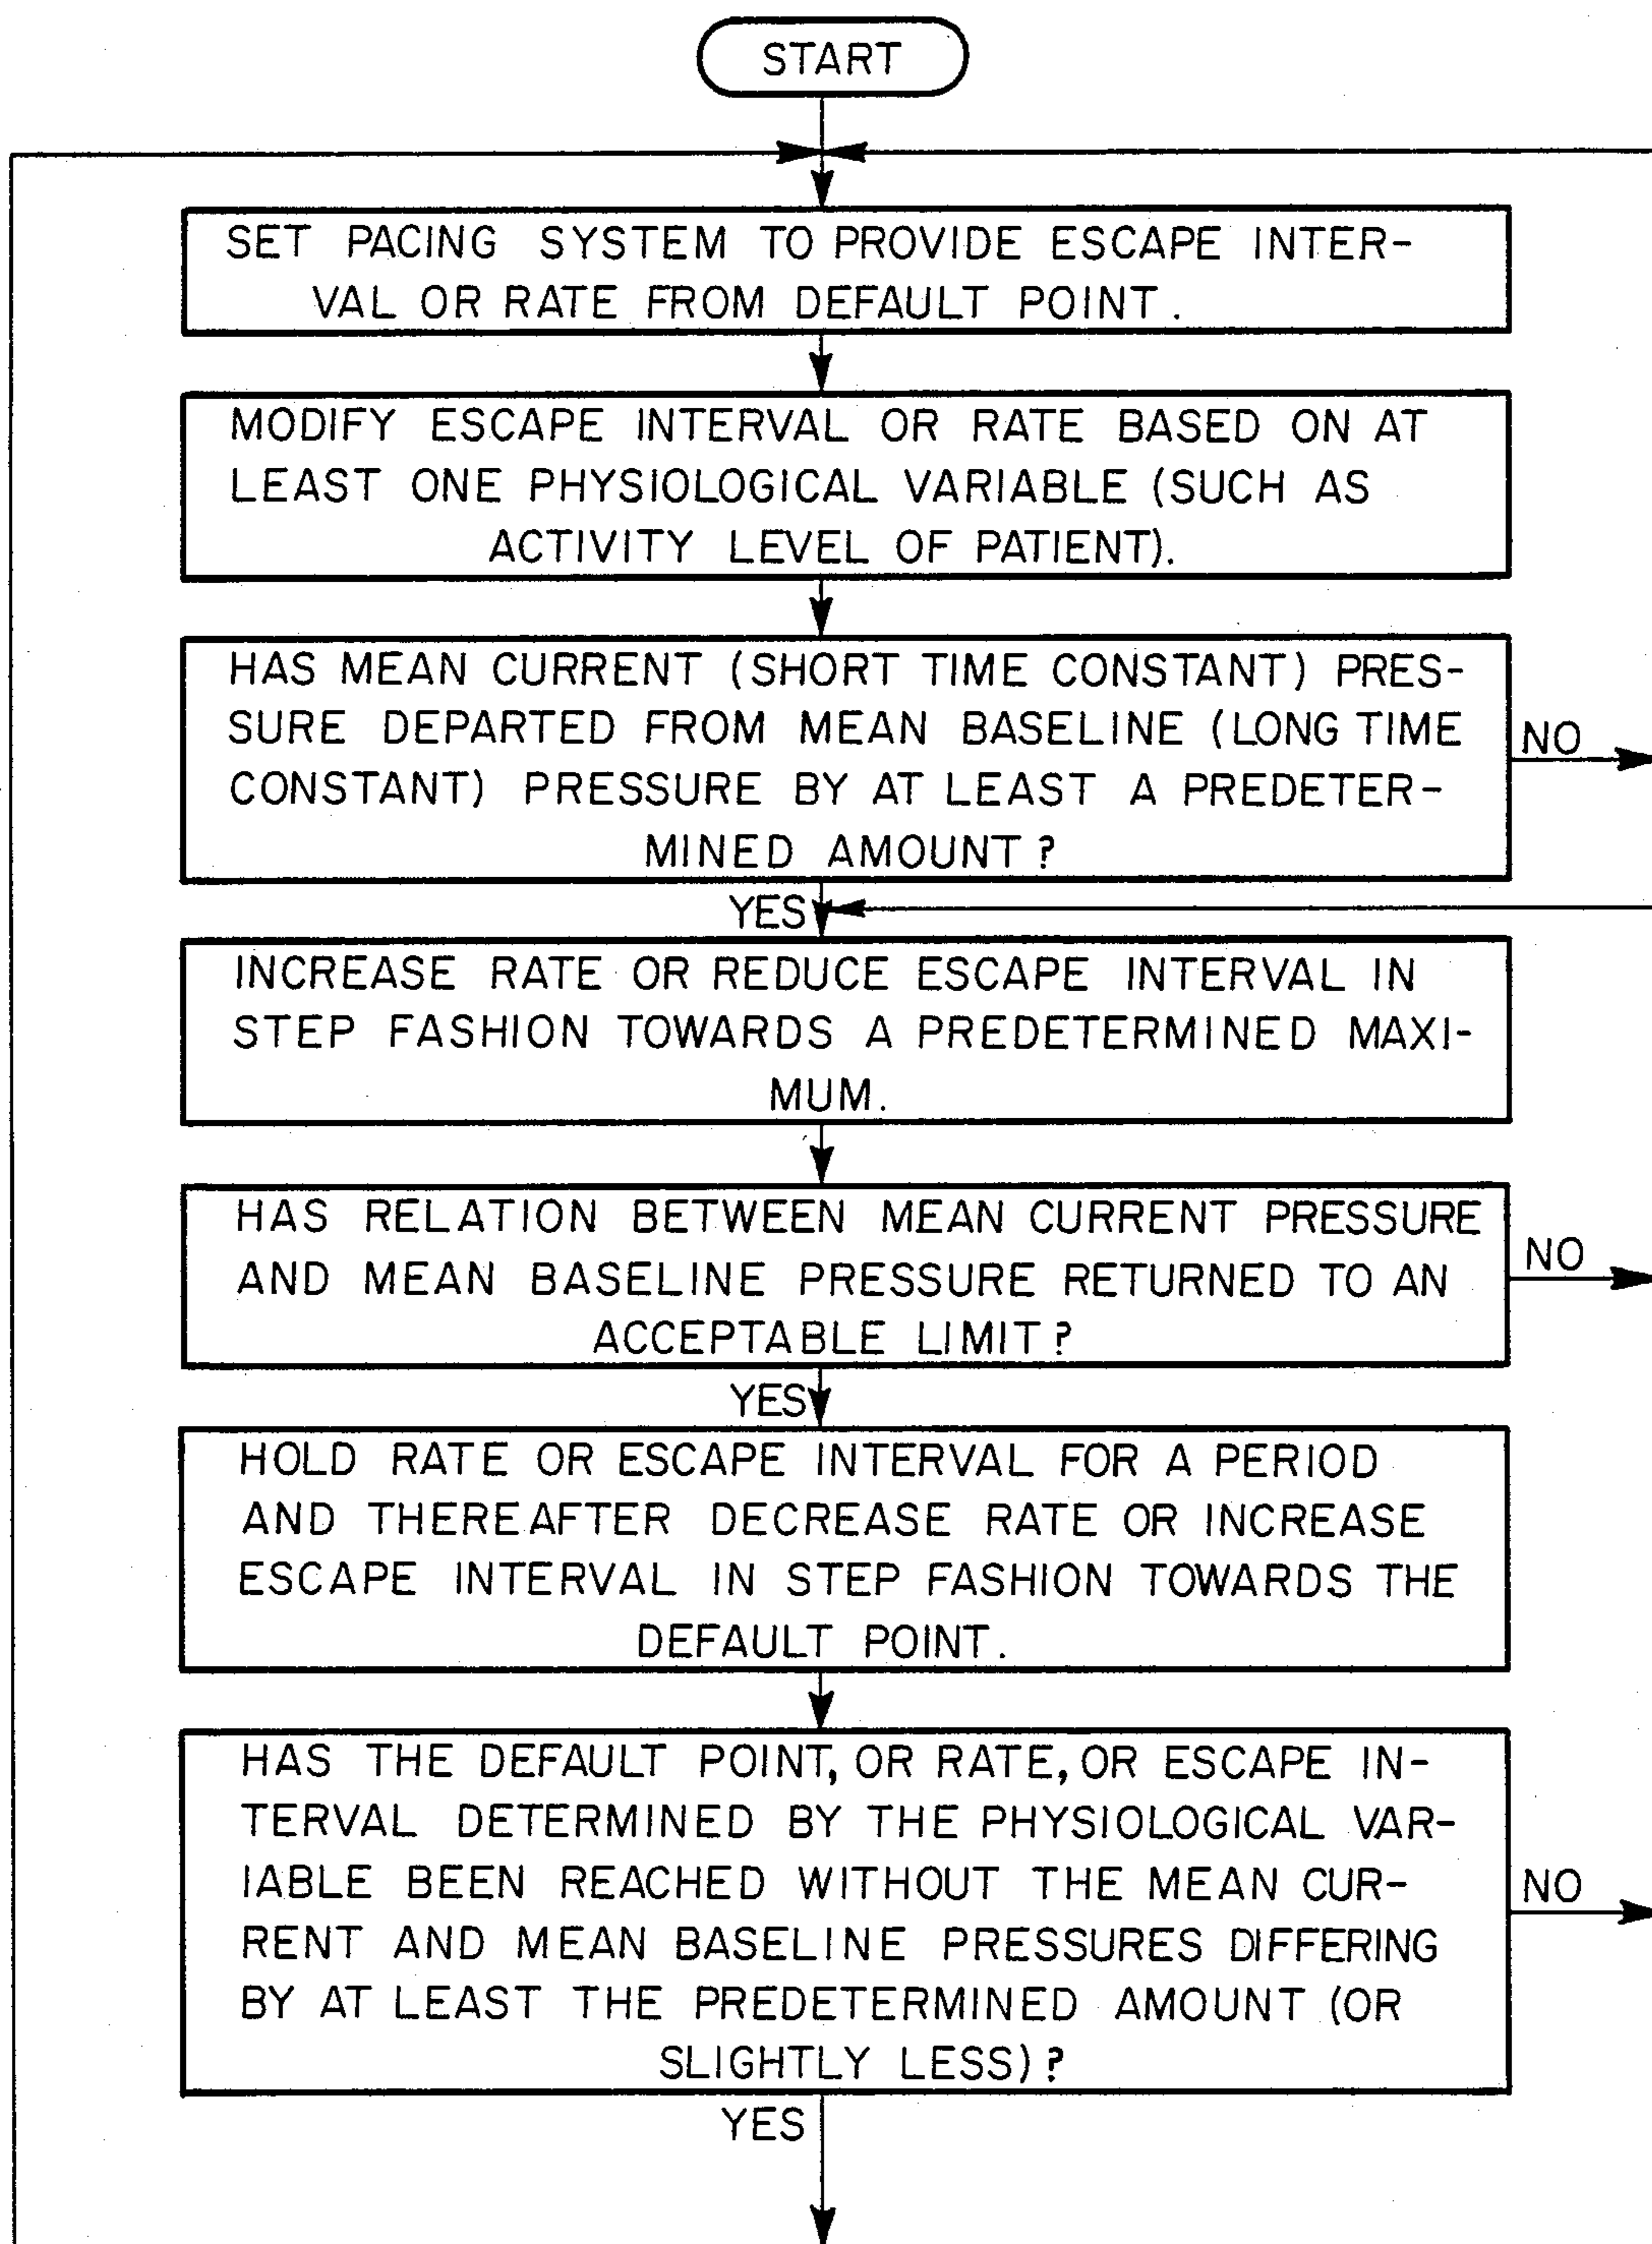 START
SET PACING SYSTEM TO PROVIDE ESCAPE INTER-
VAL OR RATE FROM DEFAULT POINT.
MODIFY ESCAPE INTERVAL OR RATE BASED ON AT
LEAST ONE PHYSIOLOGICAL VARIABLE (SUCH AS
ACTIVITY LEVEL OF PATIENT).
HAS MEAN CURRENT (SHORT TIME CONSTANT) PRES-
SURE DEPARTED FROM MEAN BASELINE (LONG TIME
CONSTANT) PRESSURE BY AT LEAST A PREDETER-
MINED AMOUNT?
NO
YES
INCREASE RATE OR REDUCE ESCAPE INTERVAL IN
STEP FASHION TOWARDS A PREDETERMINED MAXI-
MUM.
HAS RELATION BETWEEN MEAN CURRENT PRESSURE
AND MEAN BASELINE PRESSURE RETURNED TO AN
ACCEPTABLE LIMIT?
NO
YES
HOLD RATE OR ESCAPE INTERVAL FOR A PERIOD
AND THEREAFTER DECREASE RATE OR INCREASE
ESCAPE INTERVAL IN STEP FASHION TOWARDS THE
DEFAULT POINT.
HAS THE DEFAULT POINT, OR RATE, OR ESCAPE IN-
TERVAL DETERMINED BY THE PHYSIOLOGICAL VAR-
IABLE BEEN REACHED WITHOUT THE MEAN CUR-
RENT AND MEAN BASELINE PRESSURES DIFFERING
BY AT LEAST THE PREDETERMINED AMOUNT (OR
SLIGHTLY LESS)?
NO
YES